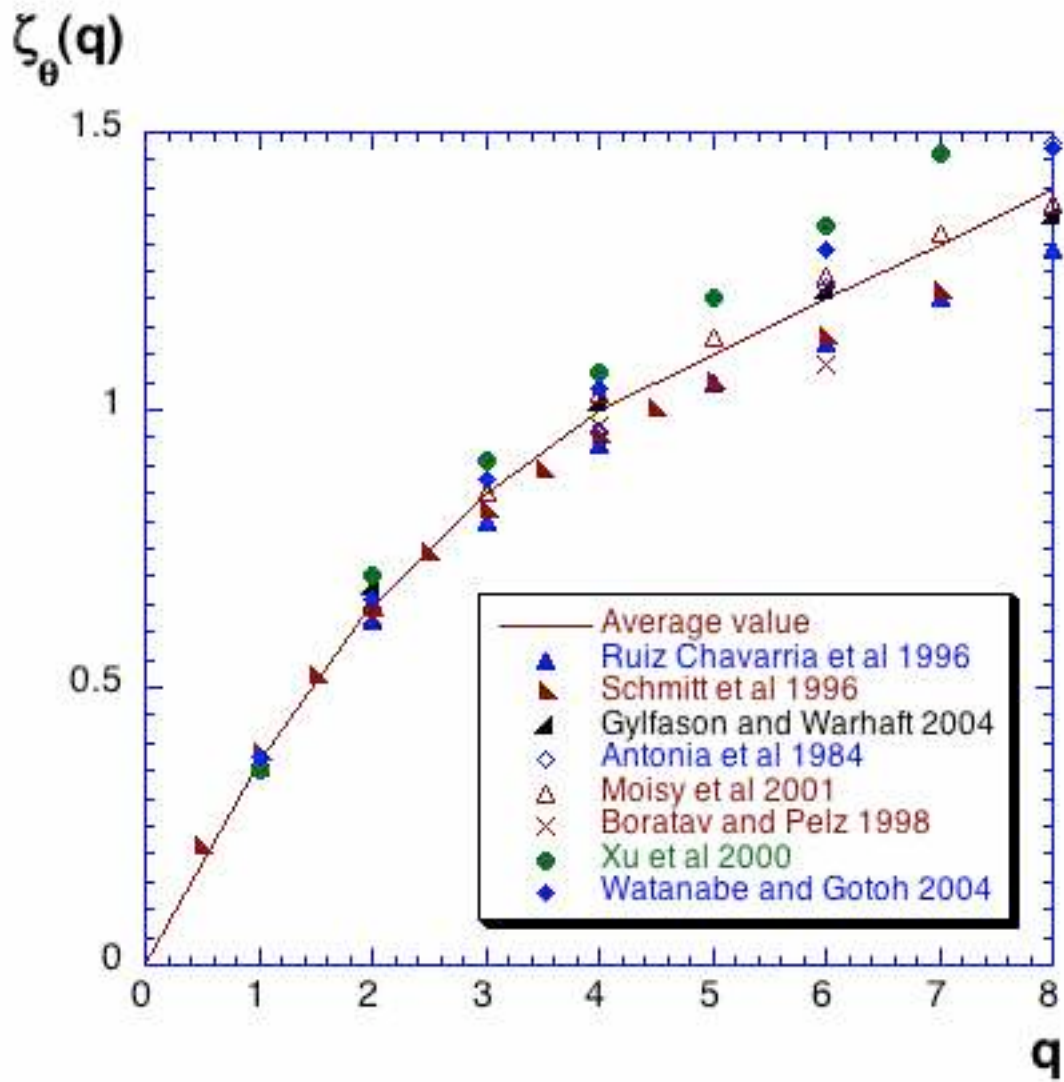 ζθ(q)
1.5
1
0.5
0
0 1 2 3 4 5 6 7 8
q
Average value
Ruiz Chavarria et al 1996
Schmitt et al 1996
Gylfason and Warhaft 2004
Antonia et al 1984
Moisy et al 2001
Boratav and Pelz 1998
Xu et al 2000
Watanabe and Gotoh 2004